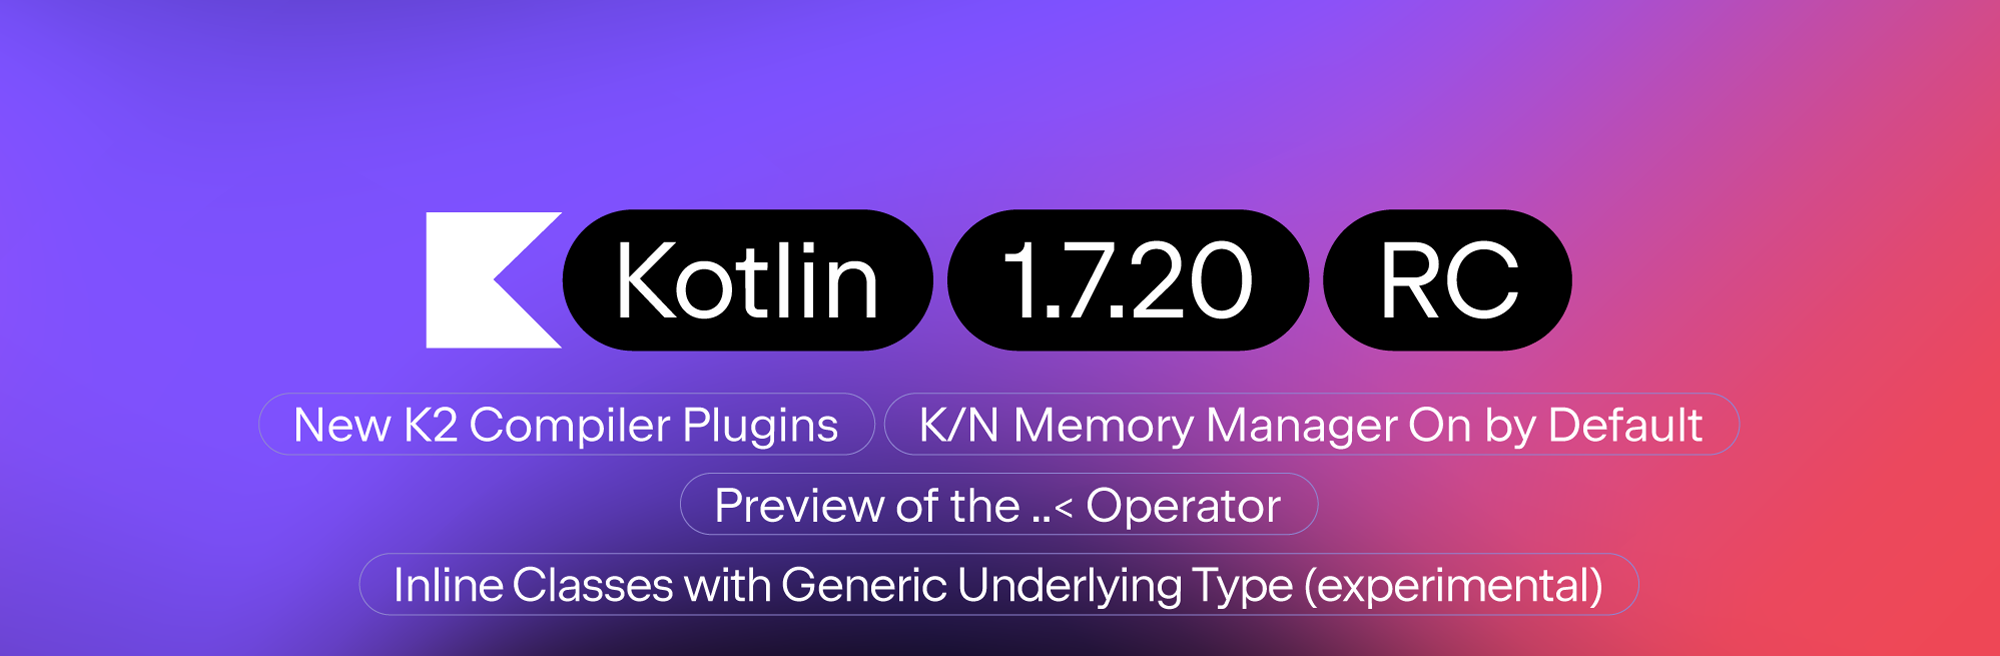 Kotlin 1.7.20 RC
New K2 Compiler Plugins K/N Memory Manager On by Default
Preview of the ..< Operator
Inline Classes with Generic Underlying Type (experimental)